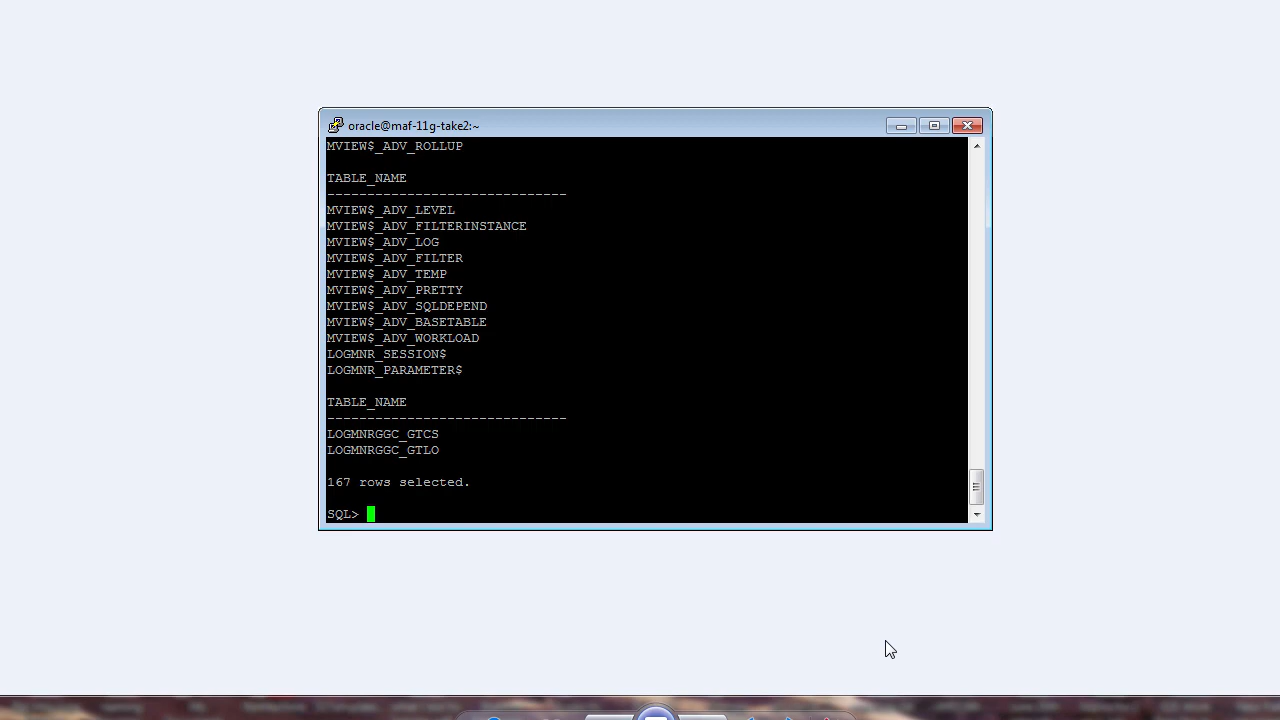 oracle@maf-11g-take2:~
MVIEW$_ADV_ROLLUP
TABLE_NAME
------------------------------
MVIEW$_ADV_LEVEL
MVIEW$_ADV_FILTERINSTANCE
MVIEW$_ADV_LOG
MVIEW$_ADV_FILTER
MVIEW$_ADV_TEMP
MVIEW$_ADV_PRETTY
MVIEW$_ADV_SQLDEPEND
MVIEW$_ADV_BASETABLE
MVIEW$_ADV_WORKLOAD
LOGMNR_SESSION$
LOGMNR_PARAMETER$
TABLE_NAME
------------------------------
LOGMNRGGC_GTCS
LOGMNRGGC_GTLO
167 rows selected.
SQL>